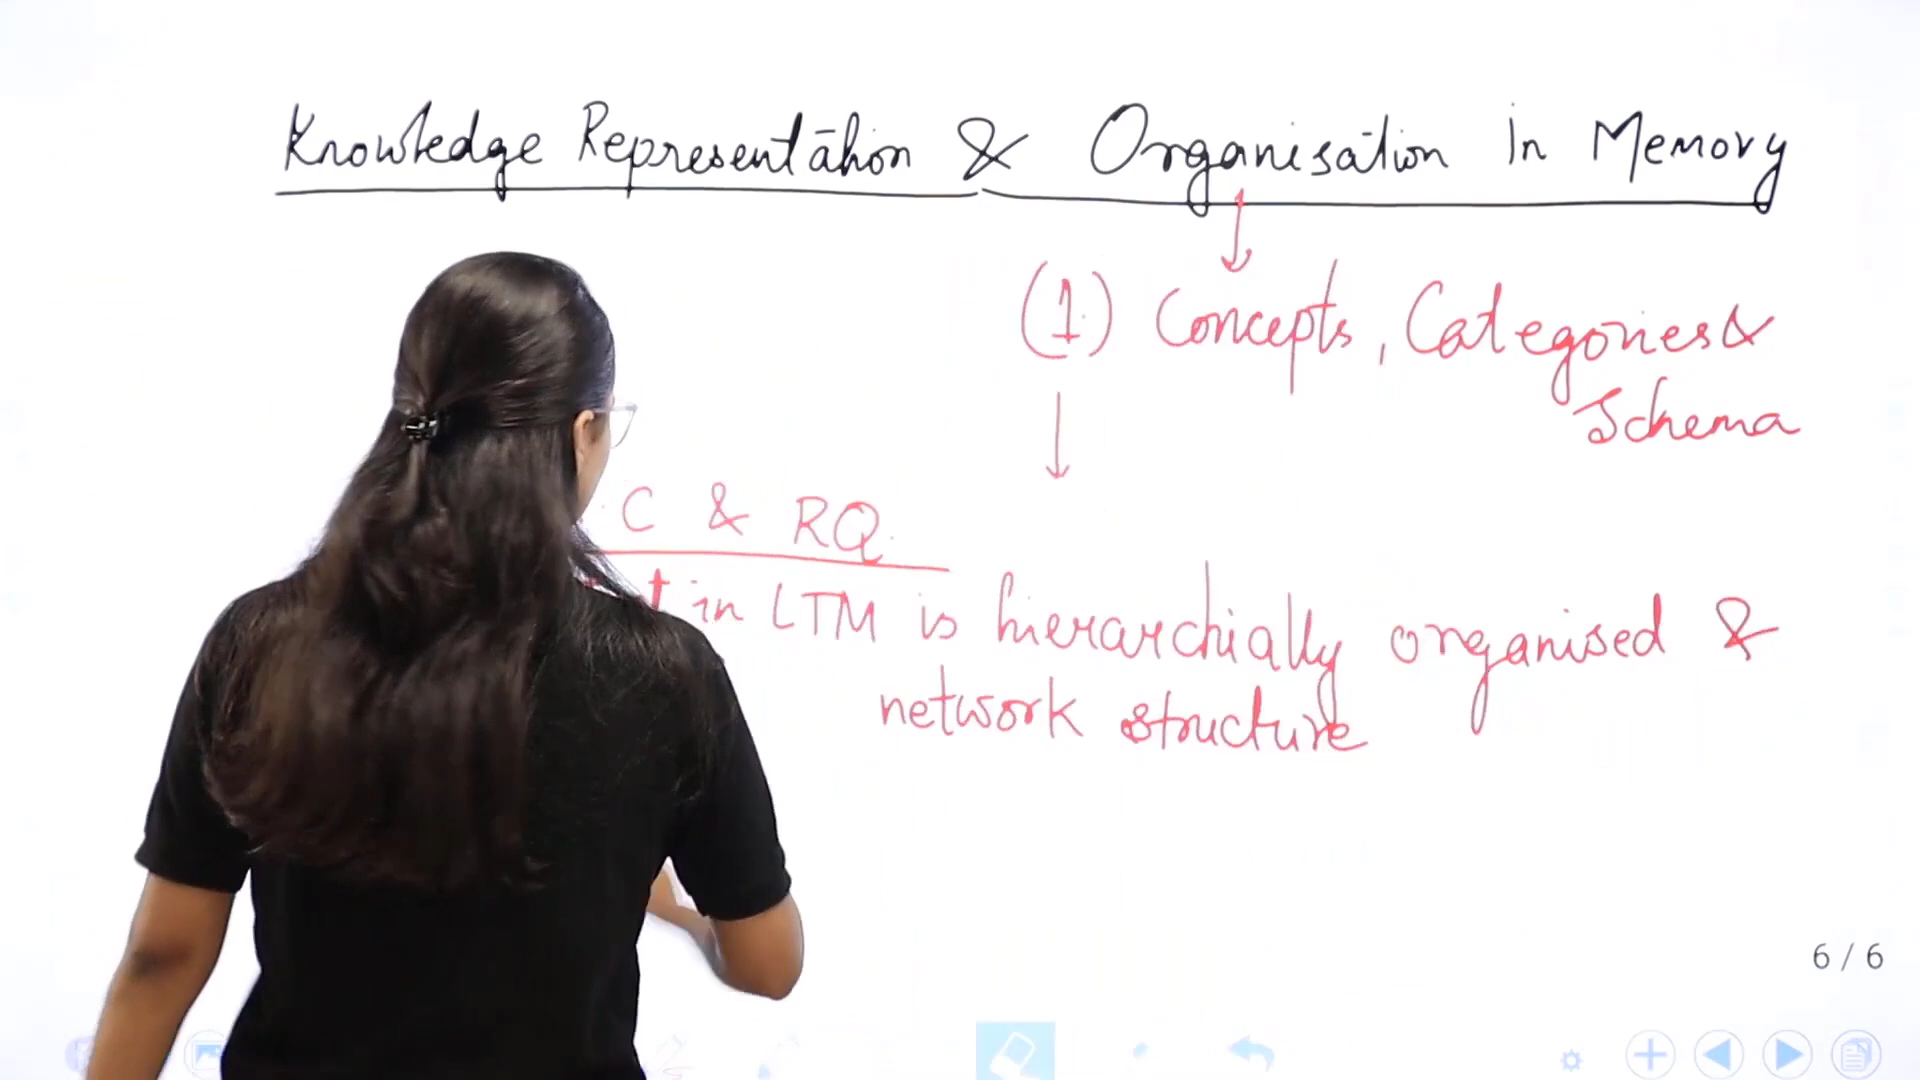 Knowledge Representation & Organisation In Memory
(1) Concepts, Categories &
Schema
C & RQ
in LTM is hierarchially organised &
network structure
6 / 6